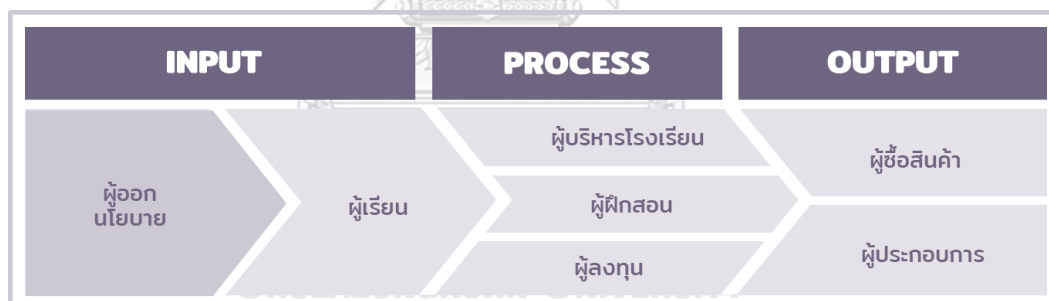 INPUT
PROCESS
OUTPUT
ผู้ออก
นโยบาย
ผู้เรียน
ผู้บริหารโรงเรียน
ผู้ฝึกสอน
ผู้ลงทุน
ผู้ซื้อสินค้า
ผู้ประกอบการ